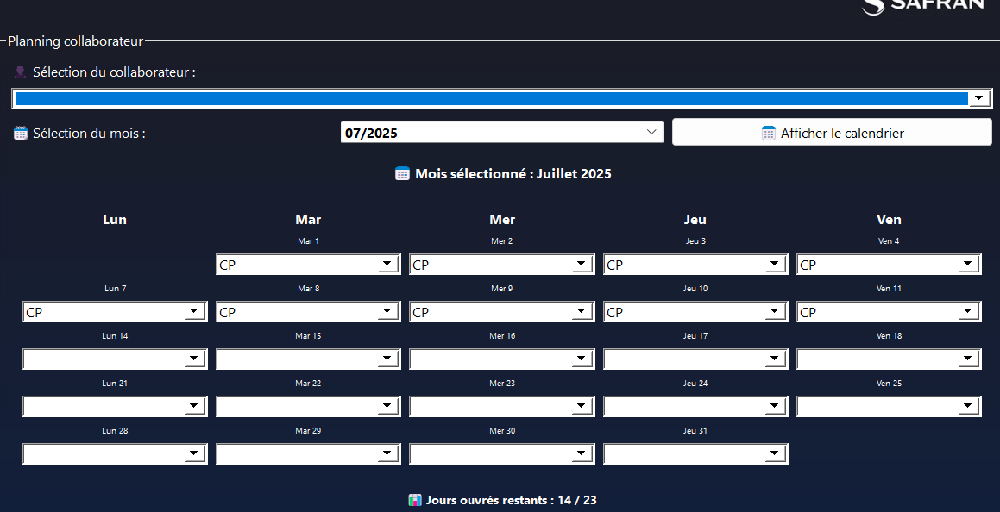 SAFRAN
Planning collaborateur
Sélection du collaborateur :
Sélection du mois : 07/2025 Afficher le calendrier
Mois sélectionné : Juillet 2025
Lun Mar Mer Jeu Ven
Mar 1 Mer 2 Jeu 3 Ven 4
CP CP CP CP
Lun 7 Mar 8 Mer 9 Jeu 10 Ven 11
CP CP CP CP CP
Lun 14 Mar 15 Mer 16 Jeu 17 Ven 18
Lun 21 Mar 22 Mer 23 Jeu 24 Ven 25
Lun 28 Mar 29 Mer 30 Jeu 31
Jours ouvrés restants : 14 / 23